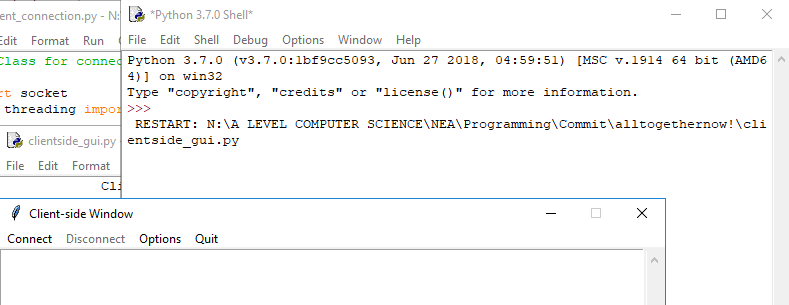 ent_connection.py - N:
Edit Format Run
Class for connec
rt socket
threading impor
clientside_gui.py
File Edit Format
Cli
*Python 3.7.0 Shell*
File Edit Shell Debug Options Window Help
Python 3.7.0 (v3.7.0:1bf9cc5093, Jun 27 2018, 04:59:51) [MSC v.1914 64 bit (AMD6
4)] on win32
Type "copyright", "credits" or "license()" for more information.
>>>
RESTART: N:\A LEVEL COMPUTER SCIENCE\NEA\Programming\Commit\alltogethernow!\cli
entside_gui.py
Client-side Window
Connect Disconnect Options Quit